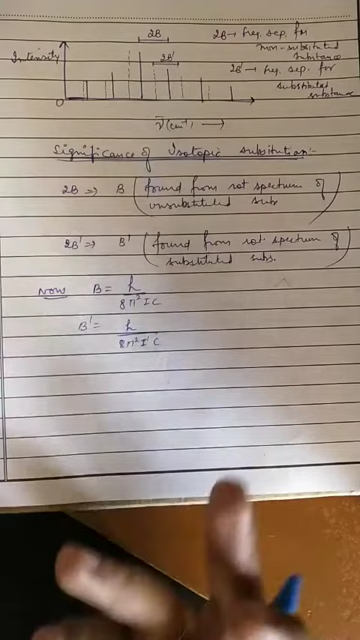 2B
2B → freq. sep. for
non-substituted
substance
Intensity
2B'
2B' → freq. sep. for
substituted
substance
0
ν̄ (cm⁻¹) →
Significance of Isotopic subsitution:-
2B => B (found from rot spectrum of
unsubstituted sub
2B' => B' (found from rot. spectrum of
substituted subs.
Now B = h
8π²IC
B' = h
8π²I'C